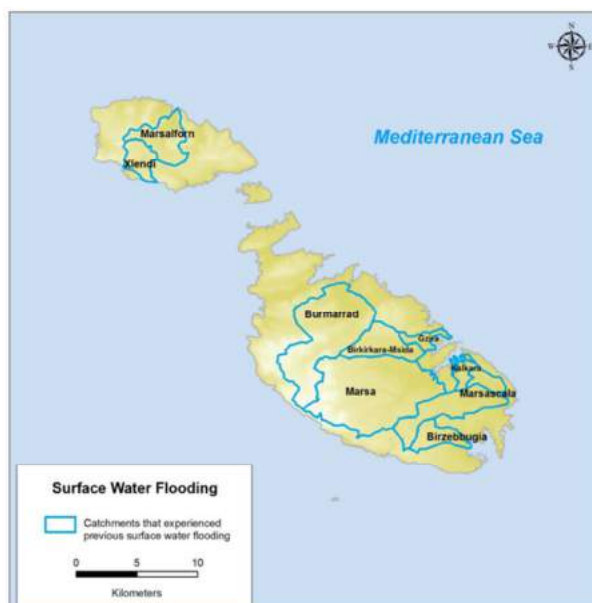 N
W E
S
Mediterranean Sea
Marsalforn
Xlendi
Burmarrad
Gzira
Birkirkara-Msida
Kalkara
Marsa
Marsascala
Birzebbugia
Surface Water Flooding
Catchments that experienced
previous surface water flooding
0 5 10
Kilometers